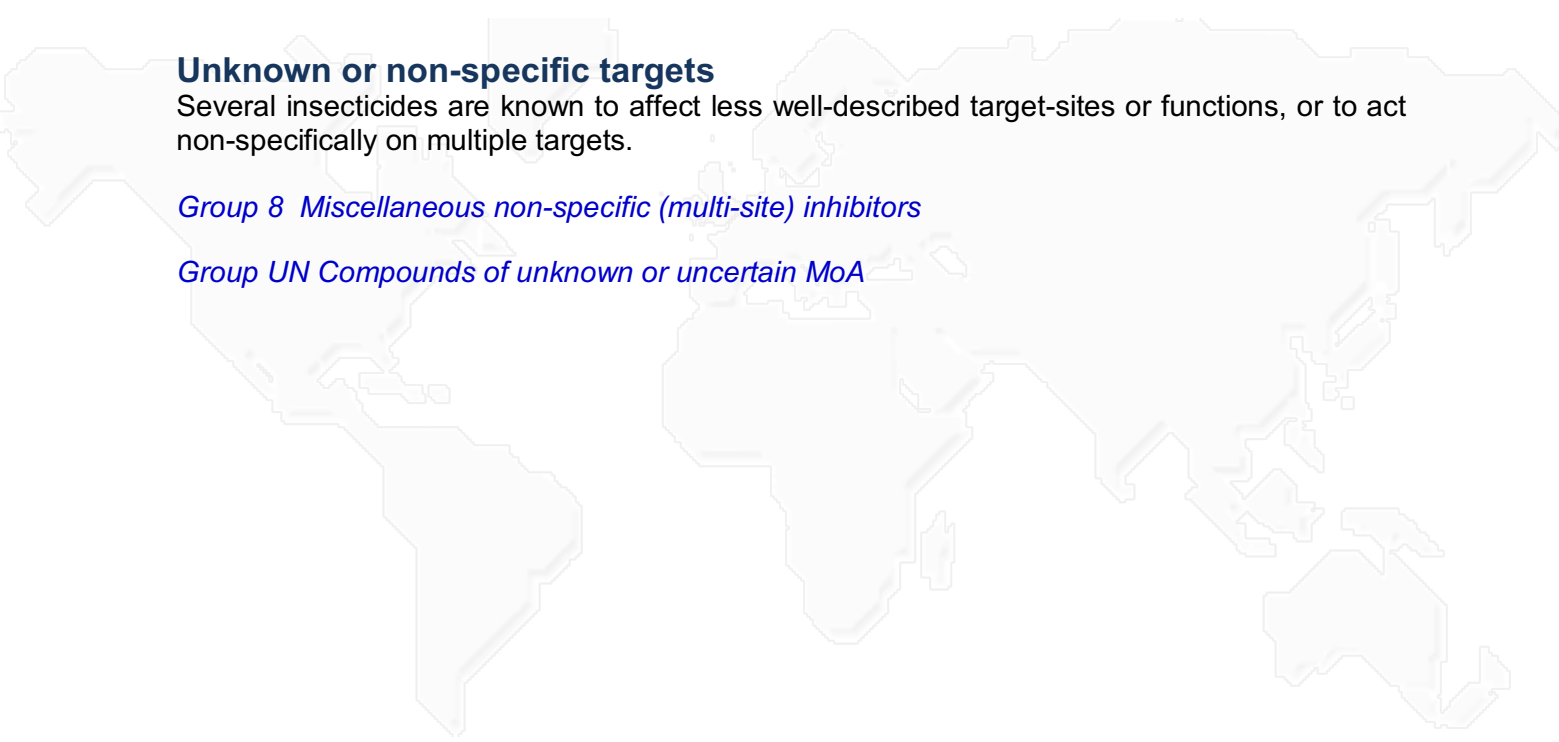 Unknown or non-specific targets
Several insecticides are known to affect less well-described target-sites or functions, or to act
non-specifically on multiple targets.
Group 8  Miscellaneous non-specific (multi-site) inhibitors
Group UN Compounds of unknown or uncertain MoA